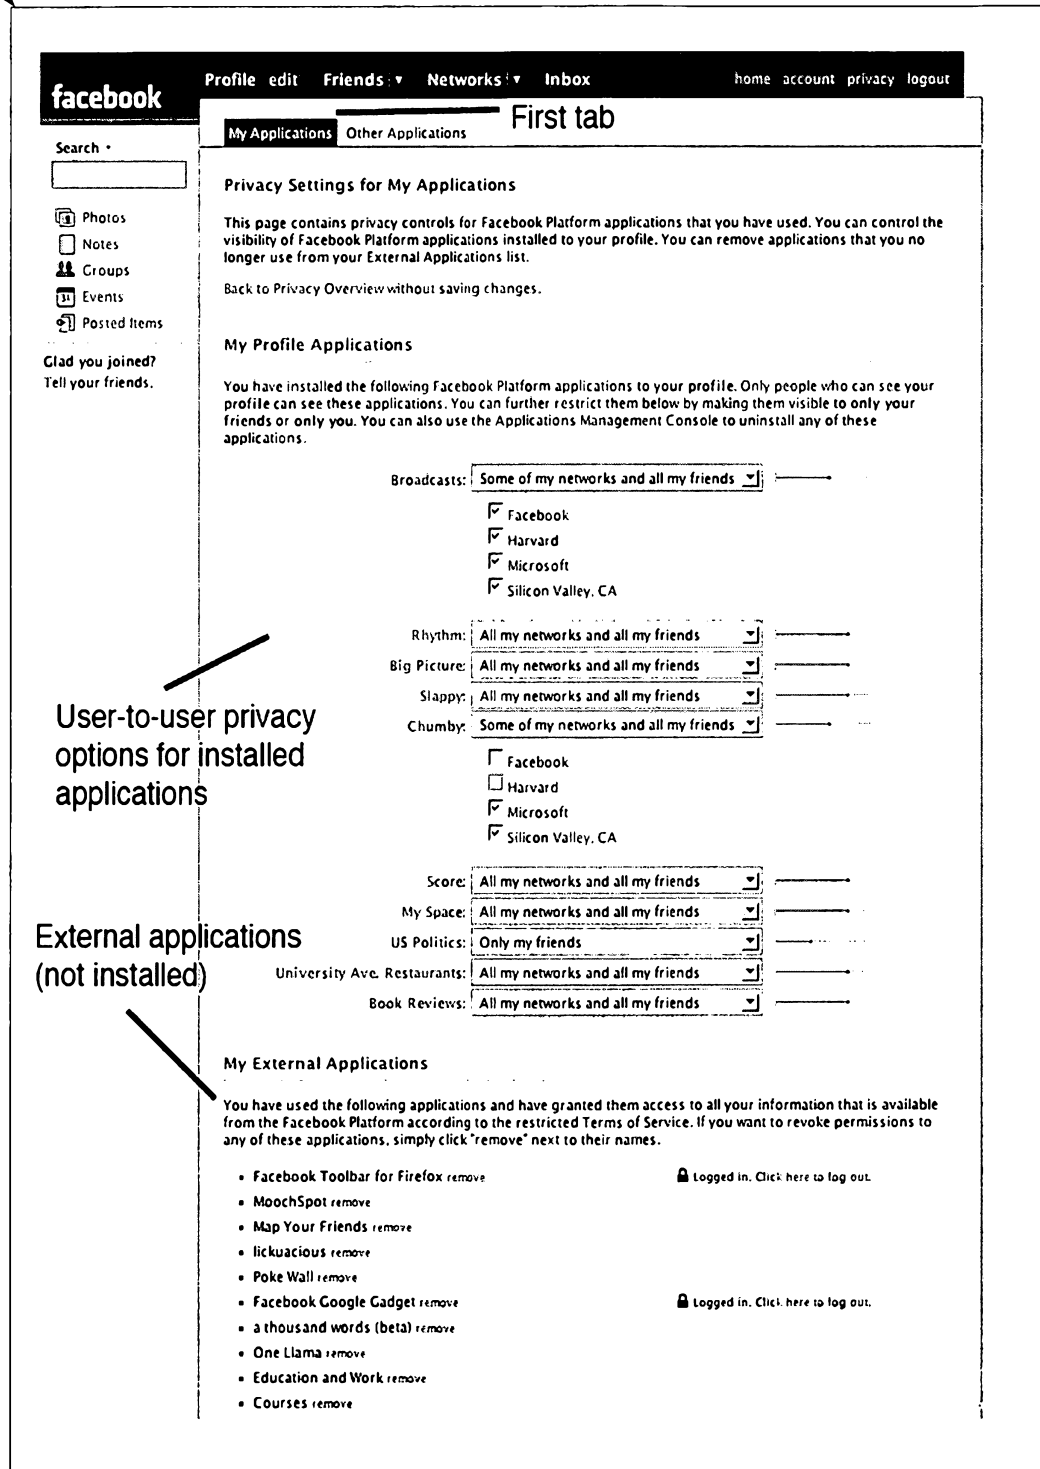 facebook
Profile edit Friends ▾ Networks ▾ Inbox home account privacy logout
My Applications Other Applications First tab
Search •
Photos
Notes
Groups
31 Events
Posted Items
Glad you joined?
Tell your friends.
Privacy Settings for My Applications
This page contains privacy controls for Facebook Platform applications that you have used. You can control the
visibility of Facebook Platform applications installed to your profile. You can remove applications that you no
longer use from your External Applications list.
Back to Privacy Overview without saving changes.
My Profile Applications
You have installed the following Facebook Platform applications to your profile. Only people who can see your
profile can see these applications. You can further restrict them below by making them visible to only your
friends or only you. You can also use the Applications Management Console to uninstall any of these
applications.
Broadcasts: Some of my networks and all my friends
Facebook
Harvard
Microsoft
Silicon Valley, CA
Rhythm: All my networks and all my friends
Big Picture: All my networks and all my friends
Slappy: All my networks and all my friends
Chumby: Some of my networks and all my friends
Facebook
Harvard
Microsoft
Silicon Valley, CA
User-to-user privacy
options for installed
applications
Score: All my networks and all my friends
My Space: All my networks and all my friends
US Politics: Only my friends
University Ave. Restaurants: All my networks and all my friends
Book Reviews: All my networks and all my friends
External applications
(not installed)
My External Applications
You have used the following applications and have granted them access to all your information that is available
from the Facebook Platform according to the restricted Terms of Service. If you want to revoke permissions to
any of these applications, simply click "remove" next to their names.
• Facebook Toolbar for Firefox remove Logged in. Click here to log out.
• MoochSpot remove
• Map Your Friends remove
• lickuacious remove
• Poke Wall remove
• Facebook Google Gadget remove Logged in. Click here to log out.
• a thousand words (beta) remove
• One Llama remove
• Education and Work remove
• Courses remove